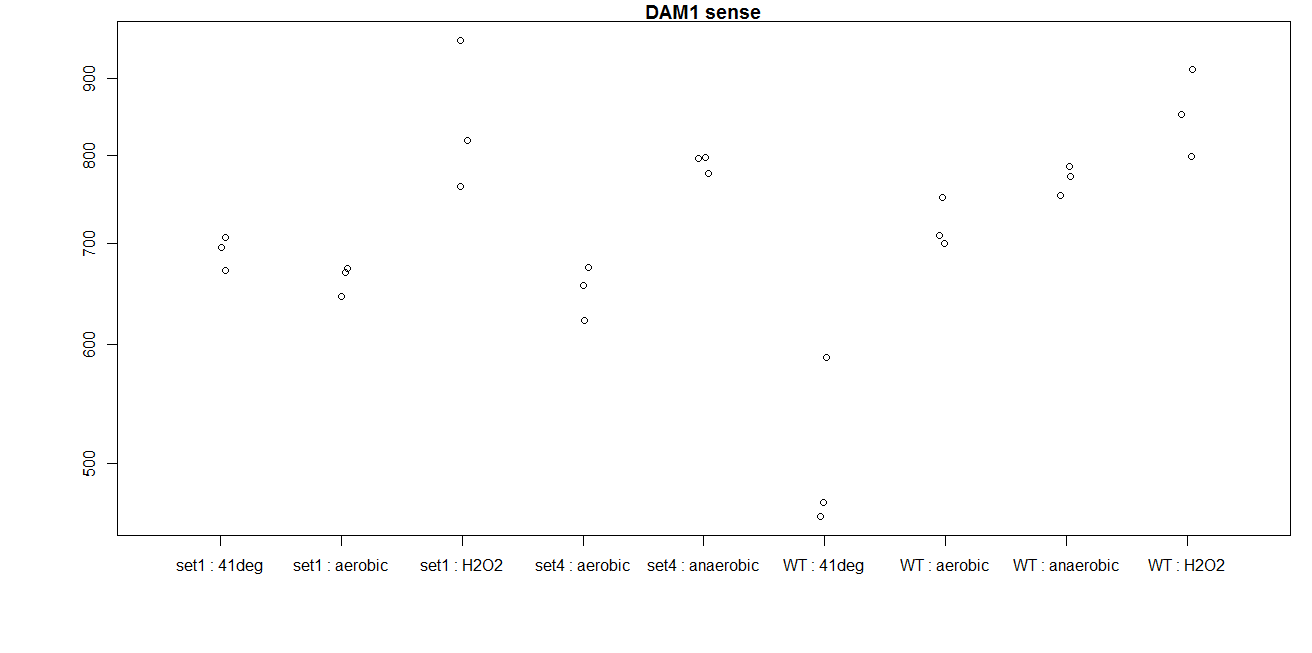 DAM1 sense
900
800
700
600
500
set1 : 41deg set1 : aerobic set1 : H2O2 set4 : aerobic set4 : anaerobic WT : 41deg WT : aerobic WT : anaerobic WT : H2O2